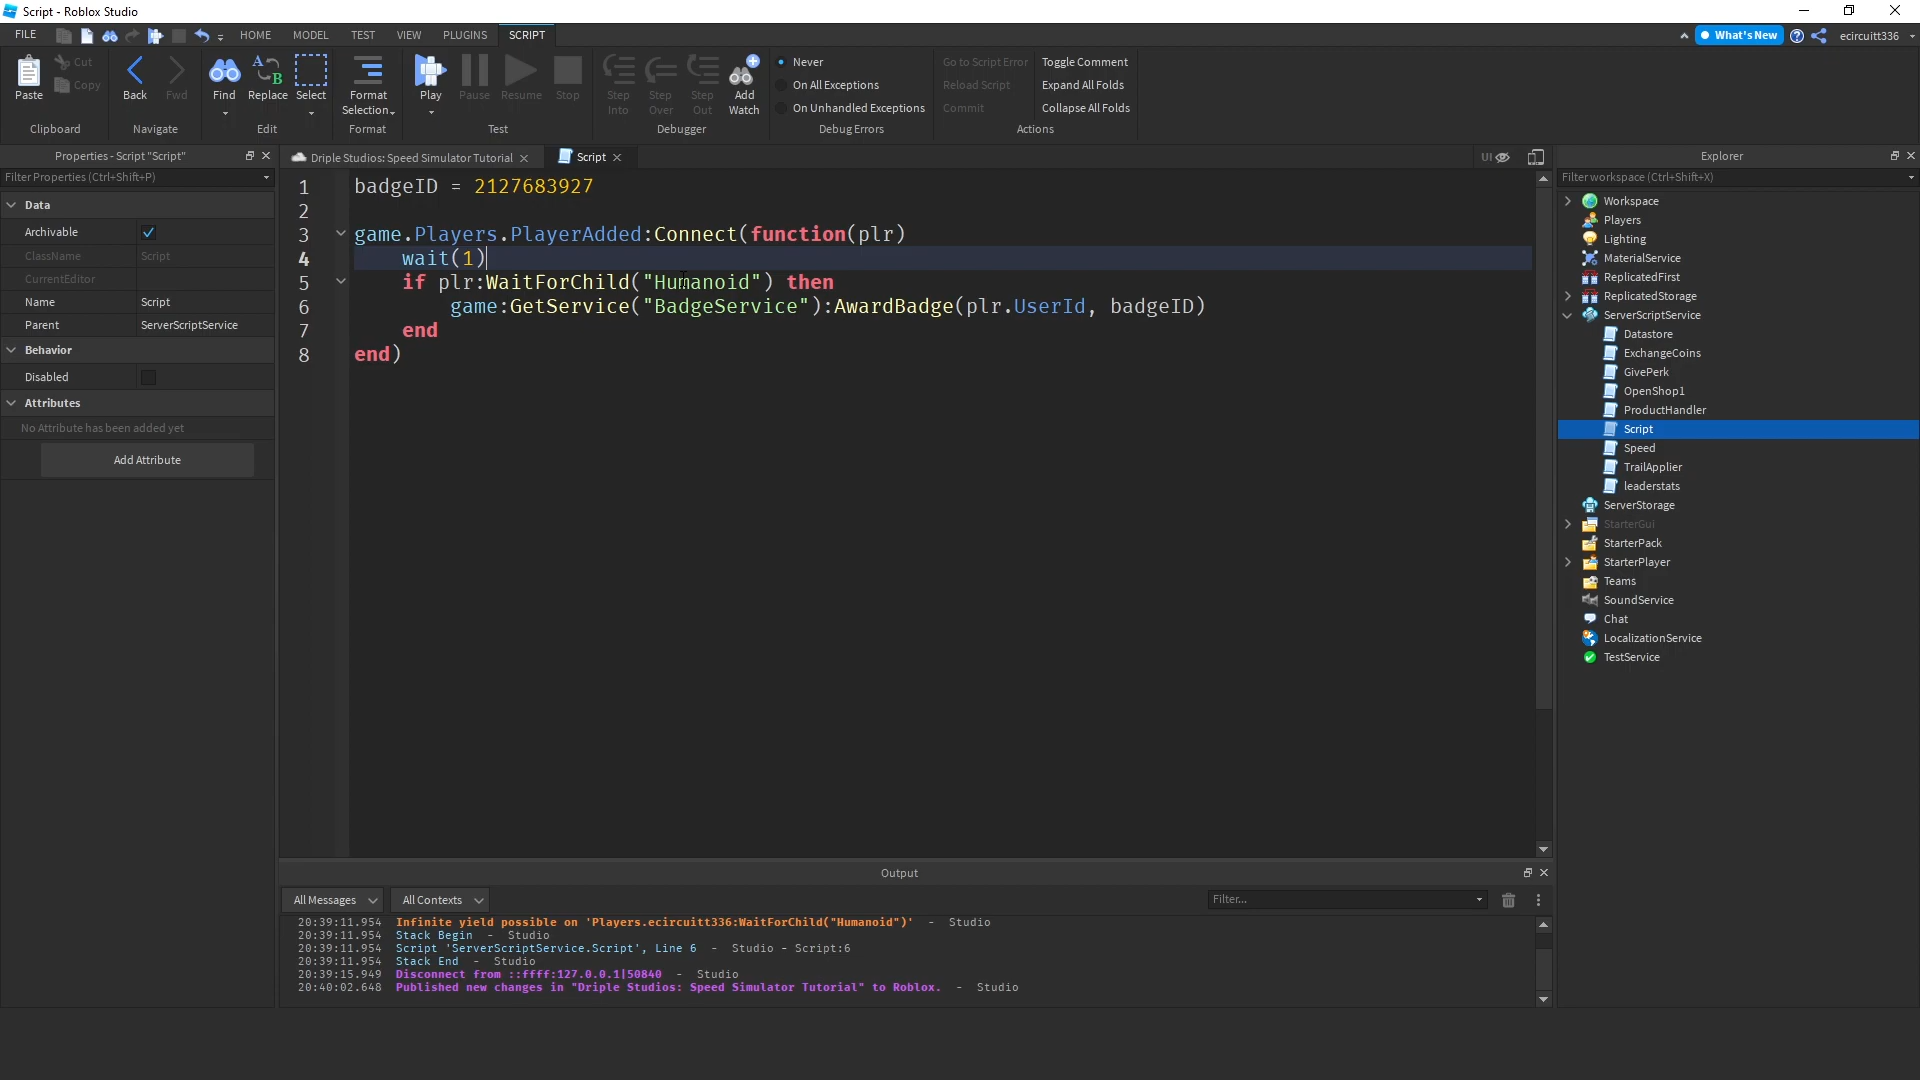 Script - Roblox Studio
FILE HOME MODEL TEST VIEW PLUGINS SCRIPT What's New ecircuitt336
Paste Cut Copy Back Fwd Find Replace Select Format Selection Play Pause Resume Stop Step Into Step Over Step Out Add Watch
Never
On All Exceptions
On Unhandled Exceptions
Go to Script Error
Reload Script
Commit
Toggle Comment
Expand All Folds
Collapse All Folds
Clipboard Navigate Edit Format Test Debugger Debug Errors Actions
Properties - Script "Script"
Filter Properties (Ctrl+Shift+P)
Data
Archivable
ClassName Script
CurrentEditor
Name Script
Parent ServerScriptService
Behavior
Disabled
Attributes
No Attribute has been added yet
Add Attribute
Driple Studios: Speed Simulator Tutorial
Script
UI
1 badgeID = 2127683927
2
3 game.Players.PlayerAdded:Connect(function(plr)
4 wait(1)
5 if plr:WaitForChild("Humanoid") then
6 game:GetService("BadgeService"):AwardBadge(plr.UserId, badgeID)
7 end
8 end)
Output
All Messages All Contexts Filter...
20:39:11.954 Infinite yield possible on 'Players.ecircuitt336:WaitForChild("Humanoid")' - Studio
20:39:11.954 Stack Begin - Studio
20:39:11.954 Script 'ServerScriptService.Script', Line 6 - Studio - Script:6
20:39:11.954 Stack End - Studio
20:39:15.949 Disconnect from ::ffff:127.0.0.1|50840 - Studio
20:40:02.648 Published new changes in "Driple Studios: Speed Simulator Tutorial" to Roblox. - Studio
Explorer
Filter workspace (Ctrl+Shift+X)
Workspace
Players
Lighting
MaterialService
ReplicatedFirst
ReplicatedStorage
ServerScriptService
Datastore
ExchangeCoins
GivePerk
OpenShop1
ProductHandler
Script
Speed
TrailApplier
leaderstats
ServerStorage
StarterGui
StarterPack
StarterPlayer
Teams
SoundService
Chat
LocalizationService
TestService